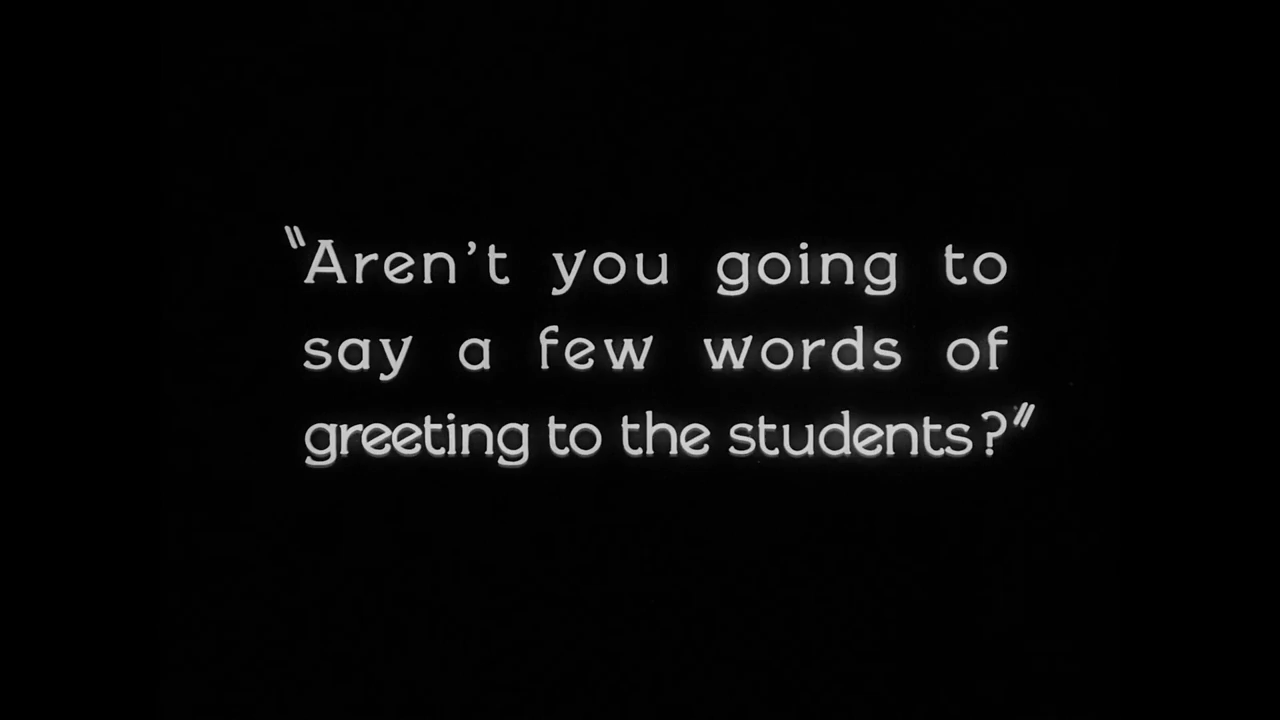 "Aren't you going to
say a few words of
greeting to the students?"